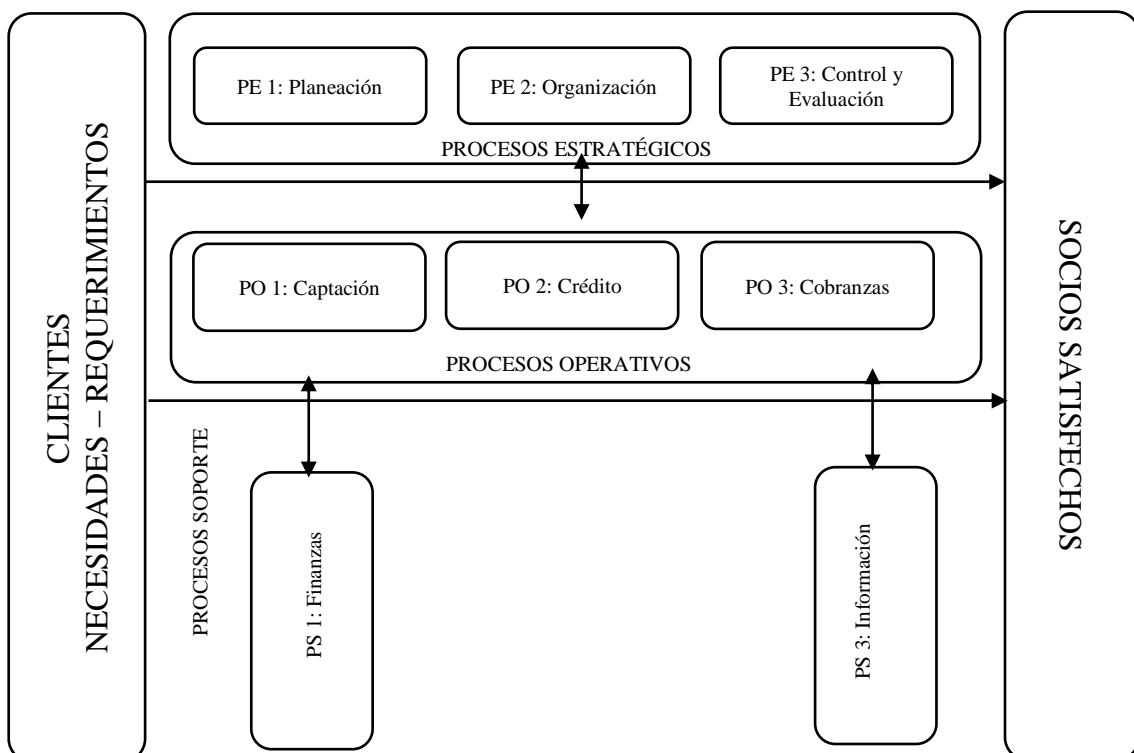 CLIENTES
NECESIDADES – REQUERIMIENTOS
PE 1: Planeación
PE 2: Organización
PE 3: Control y
Evaluación
PROCESOS ESTRATÉGICOS
PO 1: Captación
PO 2: Crédito
PO 3: Cobranzas
PROCESOS OPERATIVOS
PROCESOS SOPORTE
PS 1: Finanzas
PS 3: Información
SOCIOS SATISFECHOS